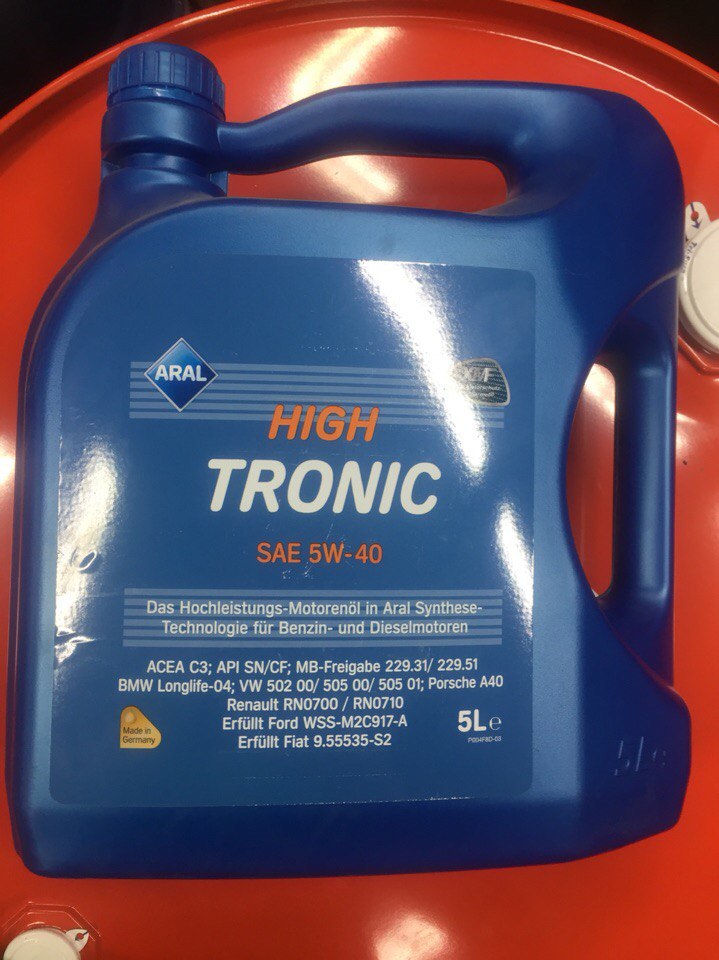 ARAL
HIGH
TRONIC
SAE 5W-40
Das Hochleistungs-Motorenöl in Aral Synthese-
Technologie für Benzin- und Dieselmotoren
ACEA C3; API SN/CF; MB-Freigabe 229.31/ 229.51
BMW Longlife-04; VW 502 00/ 505 00/ 505 01; Porsche A40
Renault RN0700 / RN0710
Erfüllt Ford WSS-M2C917-A
Erfüllt Fiat 9.55535-S2
Made in
Germany
5L e
P004F8D-03